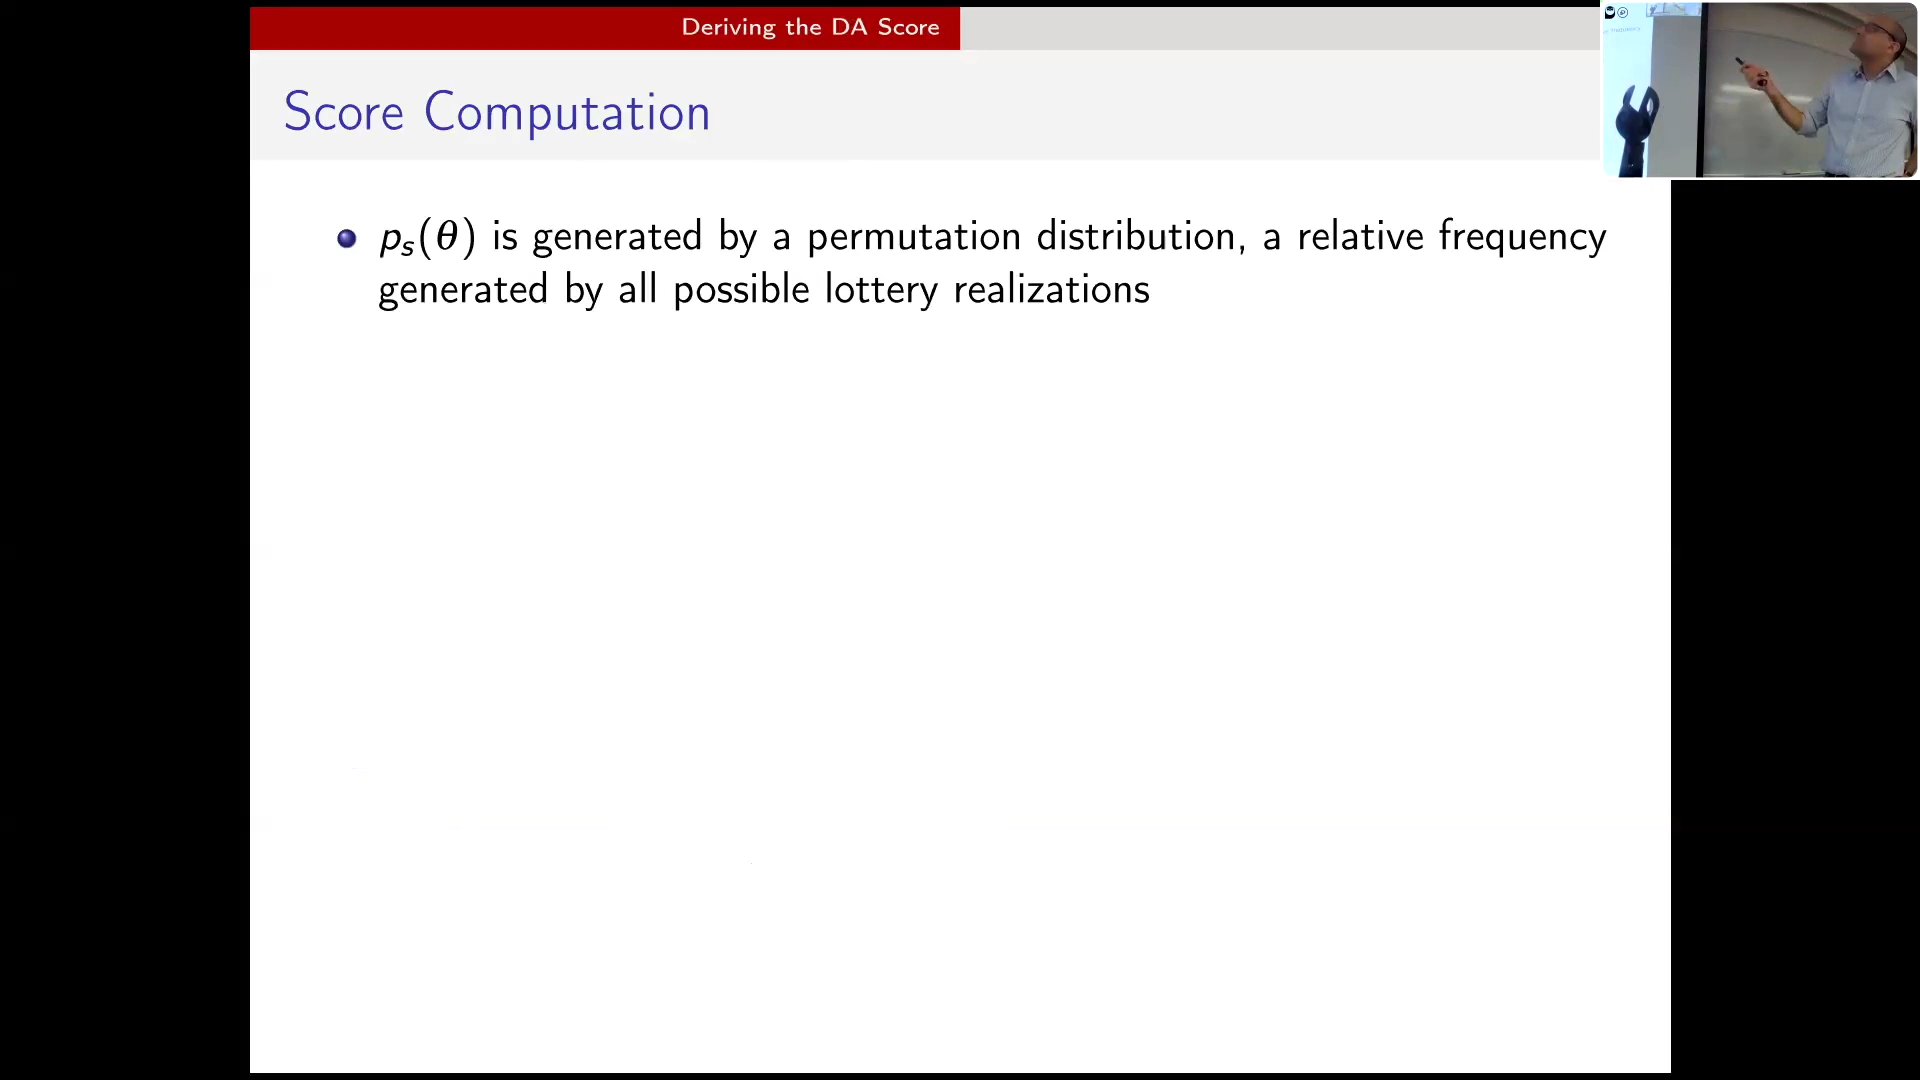 Deriving the DA Score
Score Computation
pₛ(θ) is generated by a permutation distribution, a relative frequency
generated by all possible lottery realizations